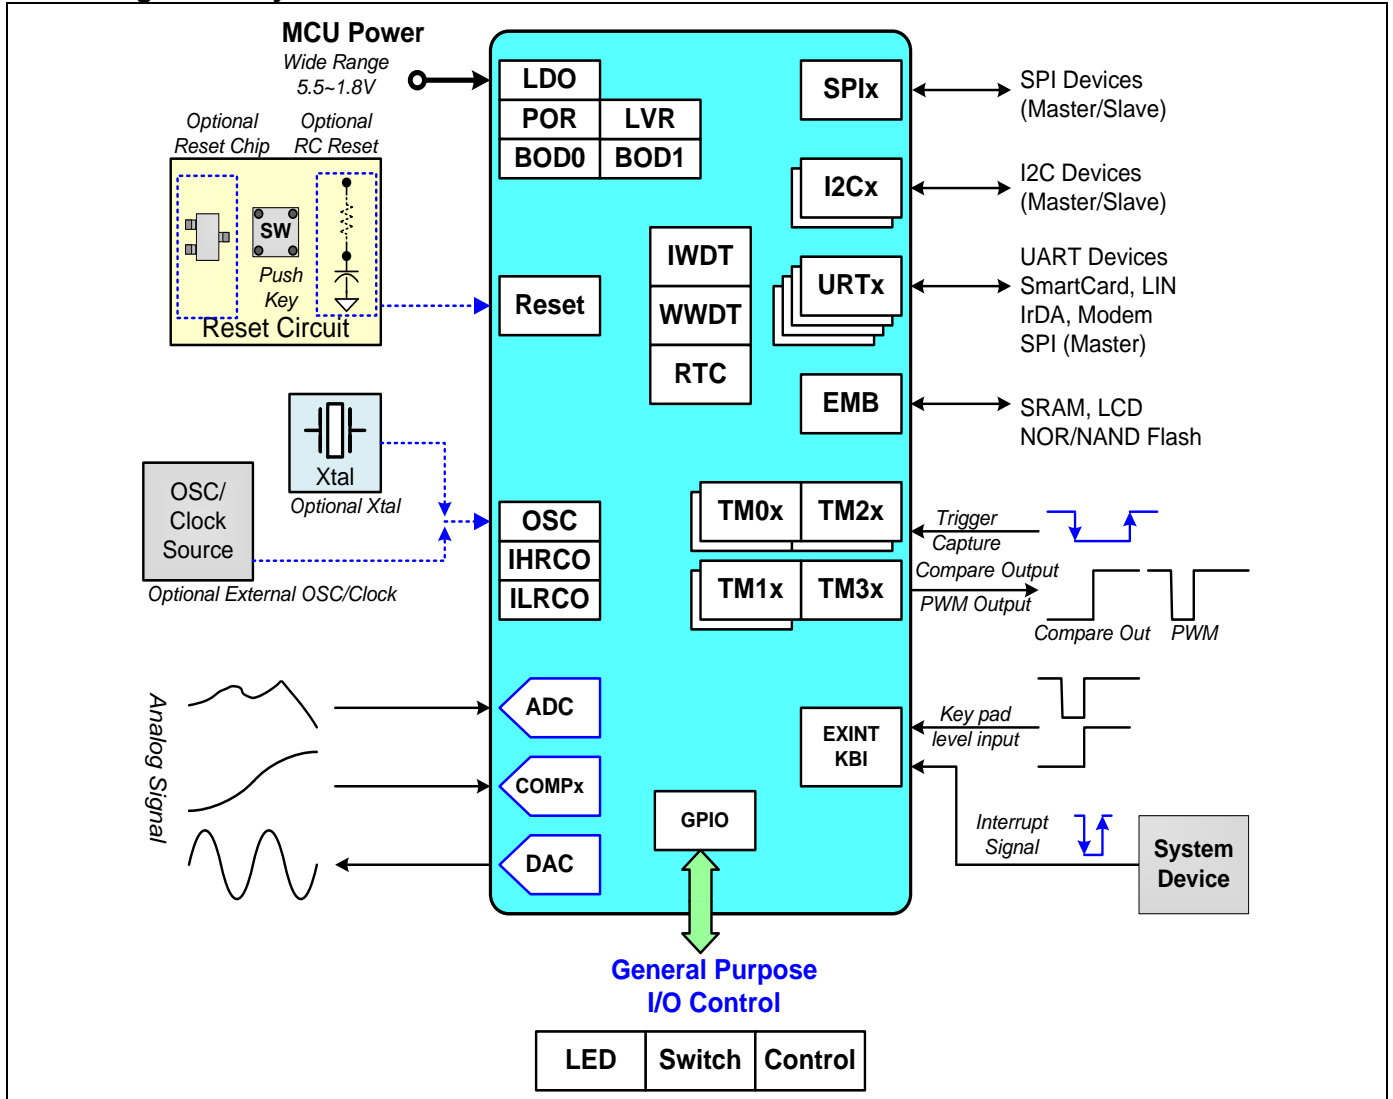 MCU Power
Wide Range
5.5~1.8V
Optional
Reset Chip
Optional
RC Reset
SW
Push
Key
Reset Circuit
LDO
POR LVR
BOD0 BOD1
Reset
IWDT
WWDT
RTC
SPIx
SPI Devices
(Master/Slave)
I2Cx
I2C Devices
(Master/Slave)
URTx
UART Devices
SmartCard, LIN
IrDA, Modem
SPI (Master)
EMB
SRAM, LCD
NOR/NAND Flash
Xtal
Optional Xtal
OSC/
Clock
Source
Optional External OSC/Clock
OSC
IHRCO
ILRCO
TM0x TM2x
TM1x TM3x
Trigger
Capture
Compare Output
PWM Output
Compare Out PWM
Analog Signal
ADC
COMPx
DAC
EXINT
KBI
Key pad
level input
Interrupt
Signal
System
Device
GPIO
General Purpose
I/O Control
LED Switch Control